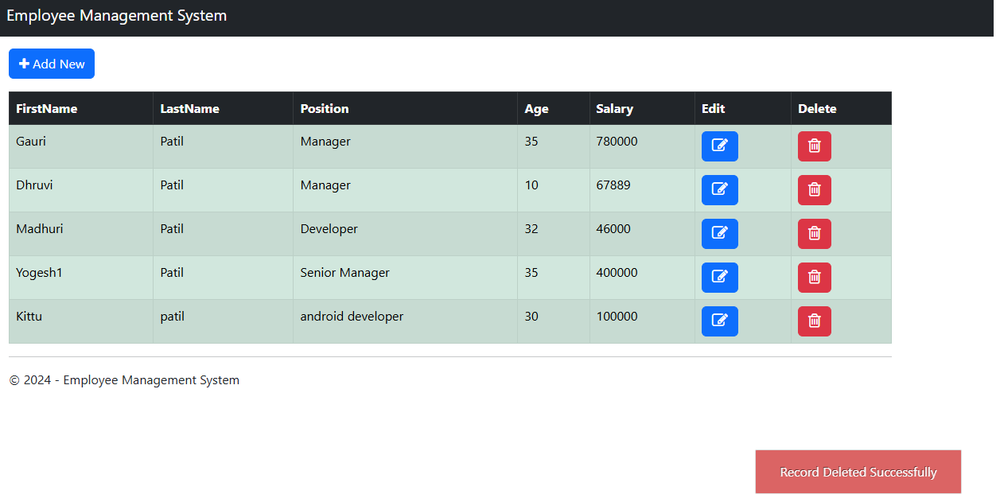 Employee Management System
Add New
FirstName LastName Position Age Salary Edit Delete
Gauri Patil Manager 35 780000
Dhruvi Patil Manager 10 67889
Madhuri Patil Developer 32 46000
Yogesh1 Patil Senior Manager 35 400000
Kittu patil android developer 30 100000
© 2024 - Employee Management System
Record Deleted Successfully